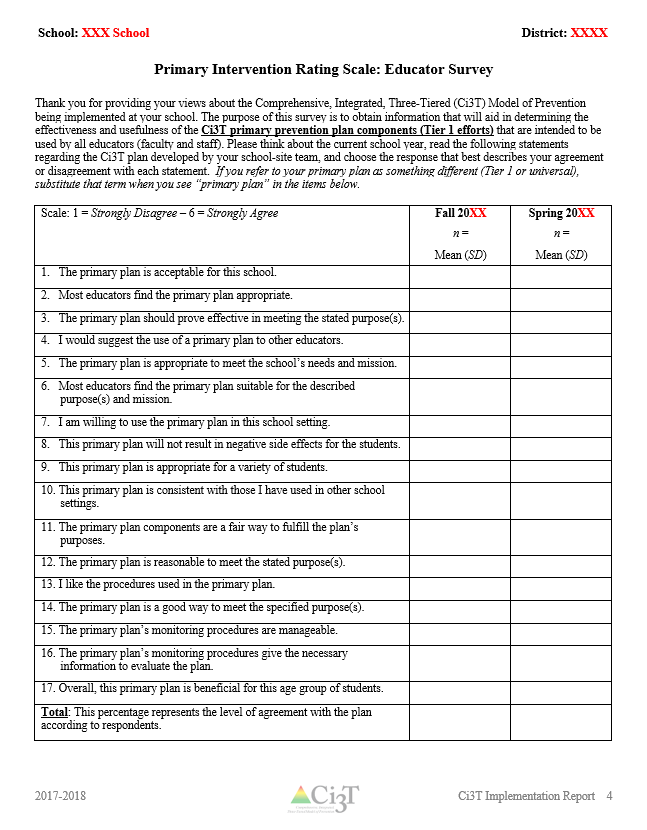 School: XXX School District: XXXX
Primary Intervention Rating Scale: Educator Survey
Thank you for providing your views about the Comprehensive, Integrated, Three-Tiered (Ci3T) Model of Prevention
being implemented at your school. The purpose of this survey is to obtain information that will aid in determining the
effectiveness and usefulness of the Ci3T primary prevention plan components (Tier 1 efforts) that are intended to be
used by all educators (faculty and staff). Please think about the current school year, read the following statements
regarding the Ci3T plan developed by your school-site team, and choose the response that best describes your agreement
or disagreement with each statement. If you refer to your primary plan as something different (Tier 1 or universal),
substitute that term when you see “primary plan” in the items below.
Scale: 1 = Strongly Disagree – 6 = Strongly Agree Fall 20XX Spring 20XX
n = n =
Mean (SD) Mean (SD)
1. The primary plan is acceptable for this school.
2. Most educators find the primary plan appropriate.
3. The primary plan should prove effective in meeting the stated purpose(s).
4. I would suggest the use of a primary plan to other educators.
5. The primary plan is appropriate to meet the school’s needs and mission.
6. Most educators find the primary plan suitable for the described
purpose(s) and mission.
7. I am willing to use the primary plan in this school setting.
8. This primary plan will not result in negative side effects for the students.
9. This primary plan is appropriate for a variety of students.
10. This primary plan is consistent with those I have used in other school
settings.
11. The primary plan components are a fair way to fulfill the plan’s
purposes.
12. The primary plan is reasonable to meet the stated purpose(s).
13. I like the procedures used in the primary plan.
14. The primary plan is a good way to meet the specified purpose(s).
15. The primary plan’s monitoring procedures are manageable.
16. The primary plan’s monitoring procedures give the necessary
information to evaluate the plan.
17. Overall, this primary plan is beneficial for this age group of students.
Total: This percentage represents the level of agreement with the plan
according to respondents.
2017-2018 Ci3T Ci3T Implementation Report 4